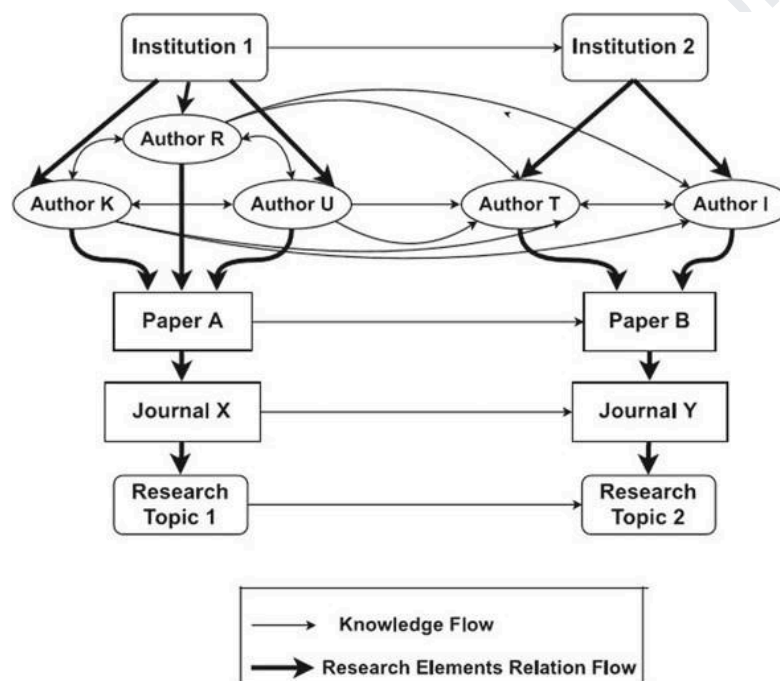 Institution 1
Institution 2
Author R
Author K
Author U
Author T
Author I
Paper A
Paper B
Journal X
Journal Y
Research
Topic 1
Research
Topic 2
Knowledge Flow
Research Elements Relation Flow